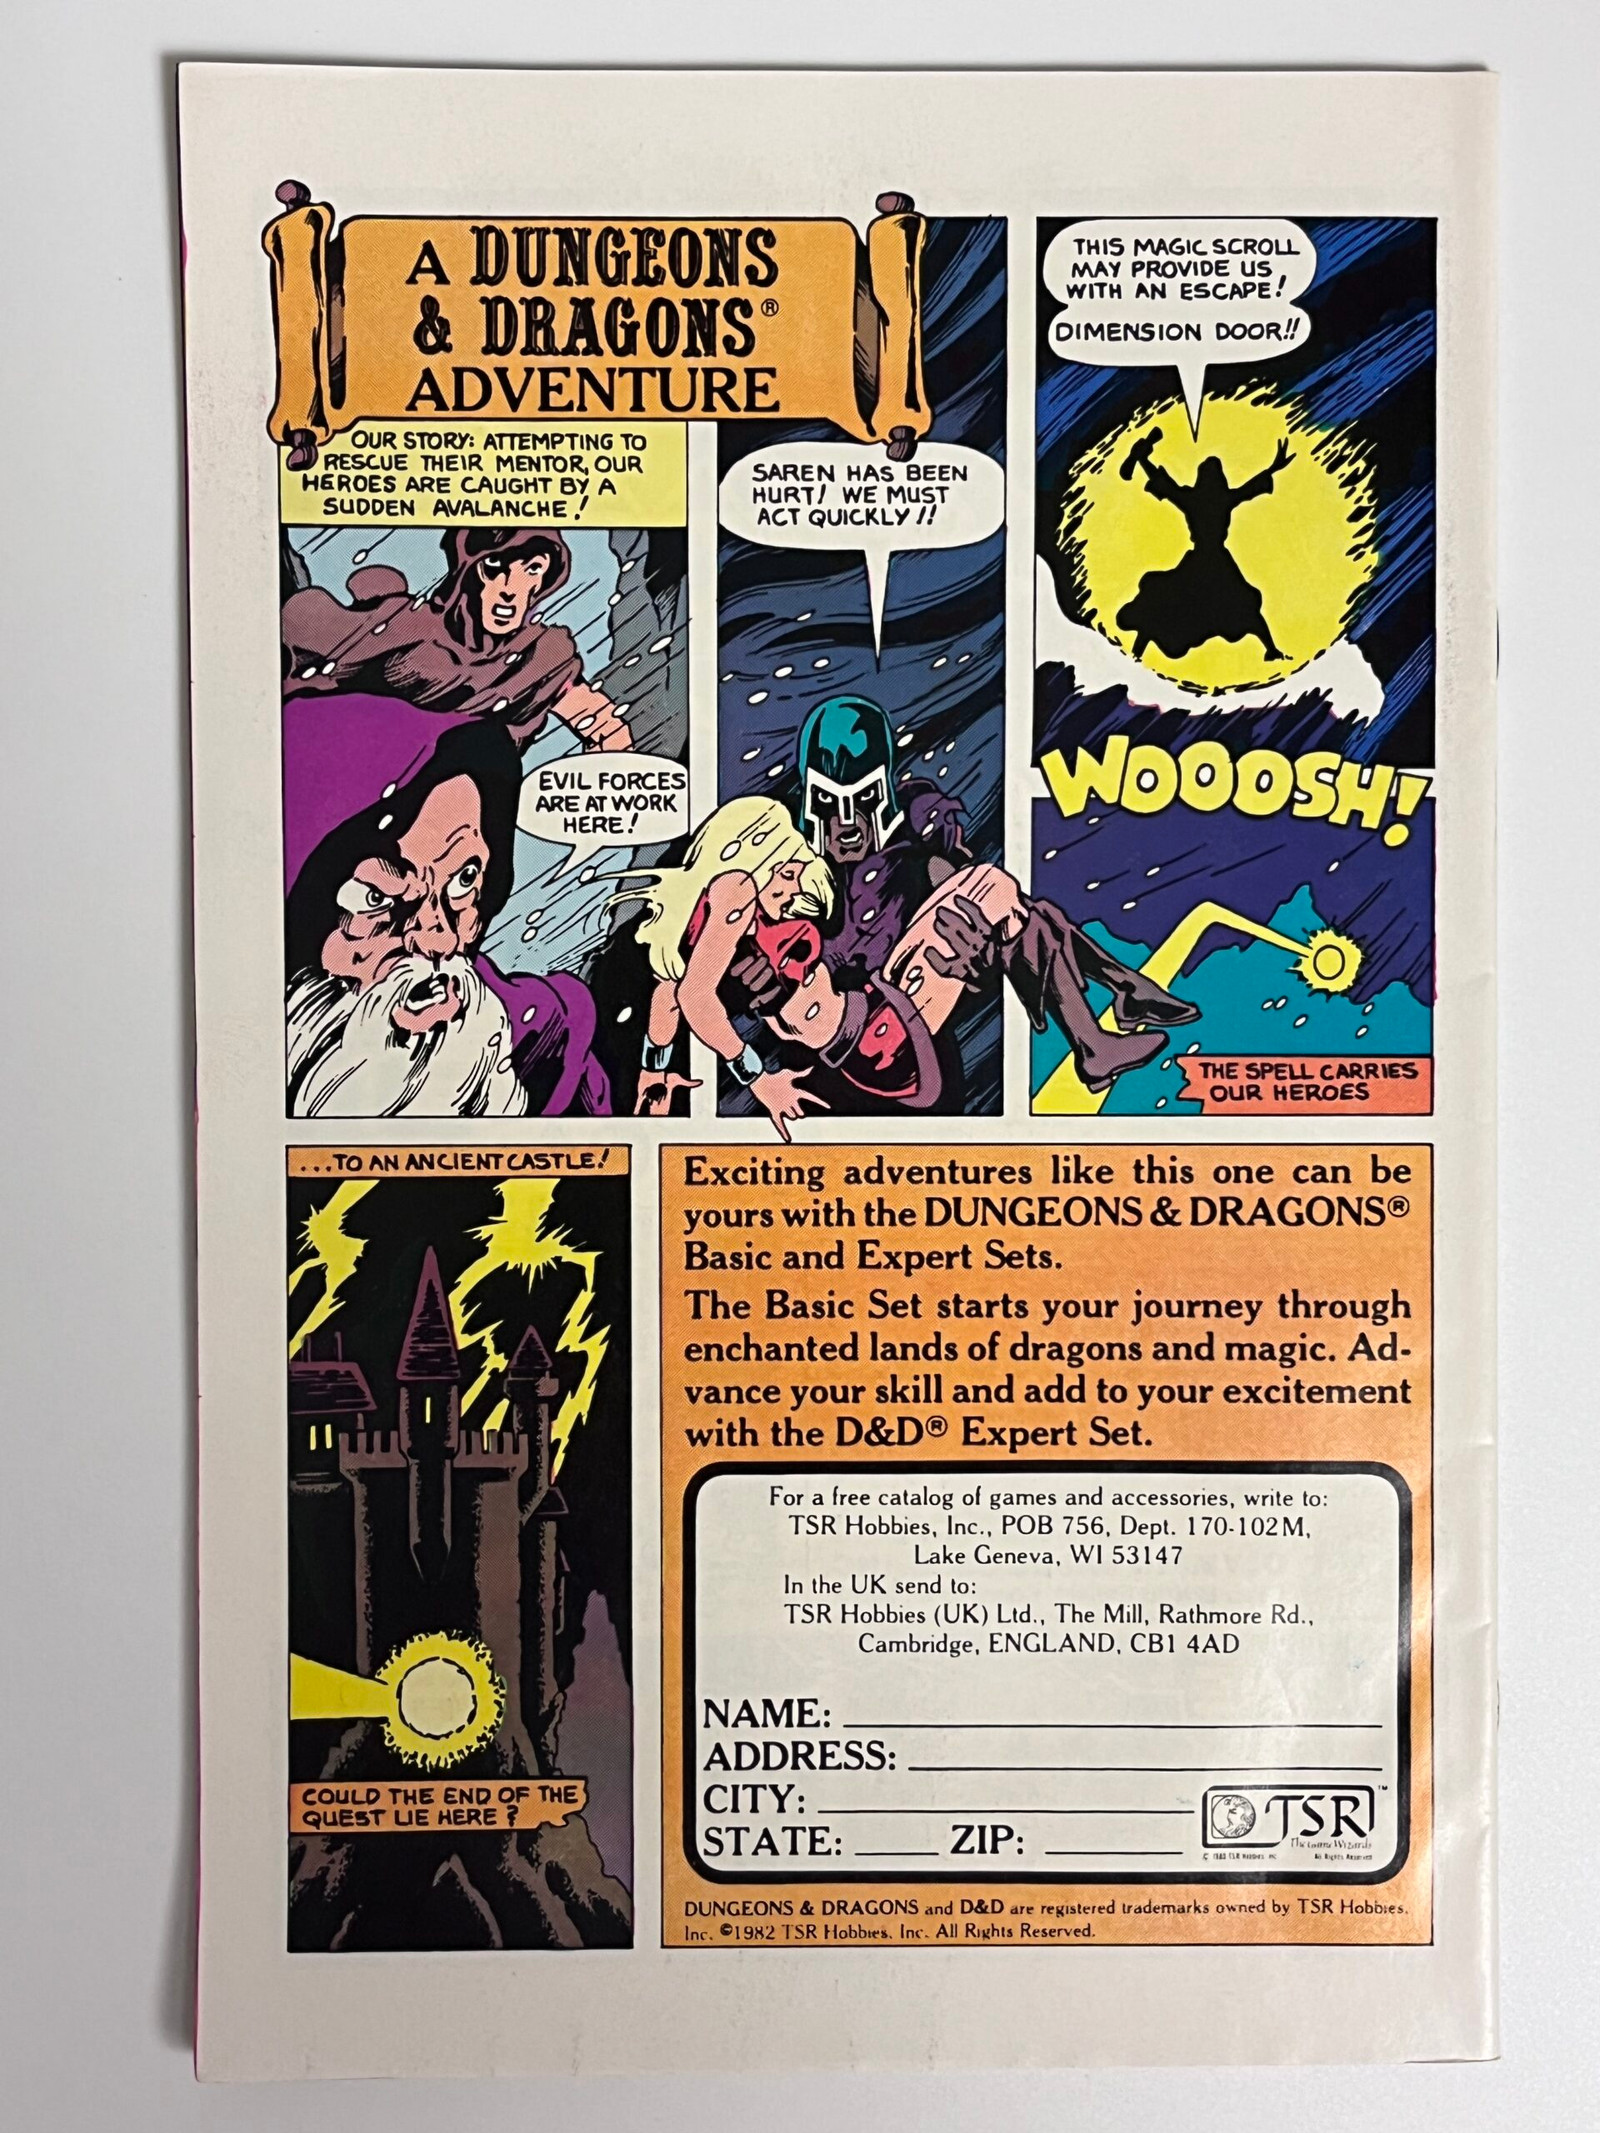 A DUNGEONS
& DRAGONS®
ADVENTURE
OUR STORY: ATTEMPTING TO
RESCUE THEIR MENTOR, OUR
HEROES ARE CAUGHT BY A
SUDDEN AVALANCHE!
EVIL FORCES
ARE AT WORK
HERE!
SAREN HAS BEEN
HURT! WE MUST
ACT QUICKLY!!
THIS MAGIC SCROLL
MAY PROVIDE US
WITH AN ESCAPE!
DIMENSION DOOR!!
WOOOSH!
THE SPELL CARRIES
OUR HEROES
...TO AN ANCIENT CASTLE!
COULD THE END OF THE
QUEST LIE HERE?
Exciting adventures like this one can be
yours with the DUNGEONS & DRAGONS®
Basic and Expert Sets.
The Basic Set starts your journey through
enchanted lands of dragons and magic. Ad-
vance your skill and add to your excitement
with the D&D® Expert Set.
For a free catalog of games and accessories, write to:
TSR Hobbies, Inc., POB 756, Dept. 170-102M,
Lake Geneva, WI 53147
In the UK send to:
TSR Hobbies (UK) Ltd., The Mill, Rathmore Rd.,
Cambridge, ENGLAND, CB1 4AD
NAME:
ADDRESS:
CITY:
STATE: ZIP:
TSR™
The Game Wizards
All Rights Reserved
DUNGEONS & DRAGONS and D&D are registered trademarks owned by TSR Hobbies,
Inc. ©1982 TSR Hobbies, Inc. All Rights Reserved.